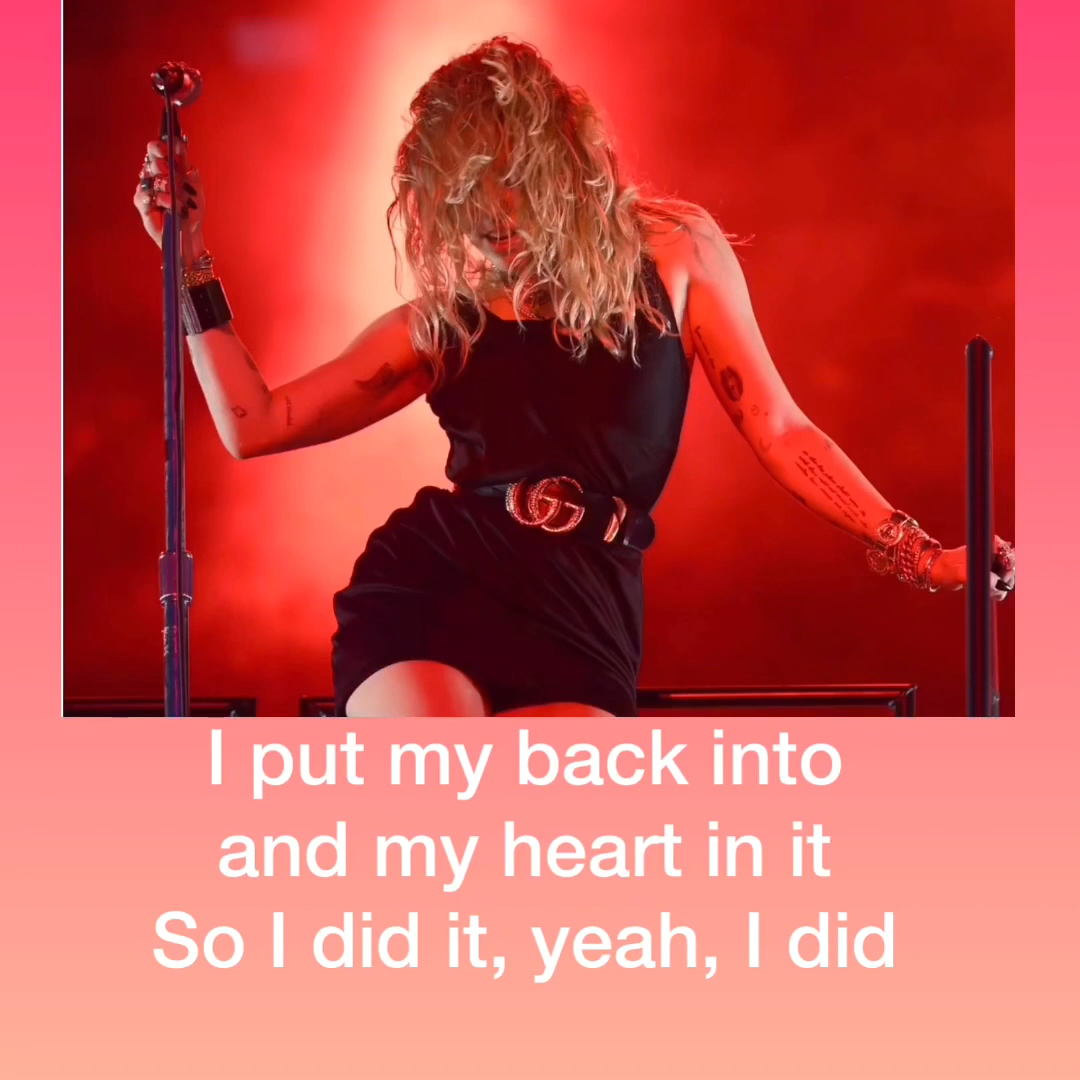 I put my back into
and my heart in it
So I did it, yeah, I did